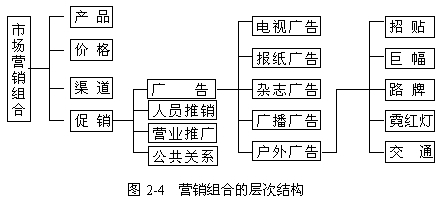 市场营销组合
产品
价格
渠道
促销
广告
人员推销
营业推广
公共关系
电视广告
报纸广告
杂志广告
广播广告
户外广告
招贴
巨幅
路牌
霓红灯
交通
图 2-4 营销组合的层次结构